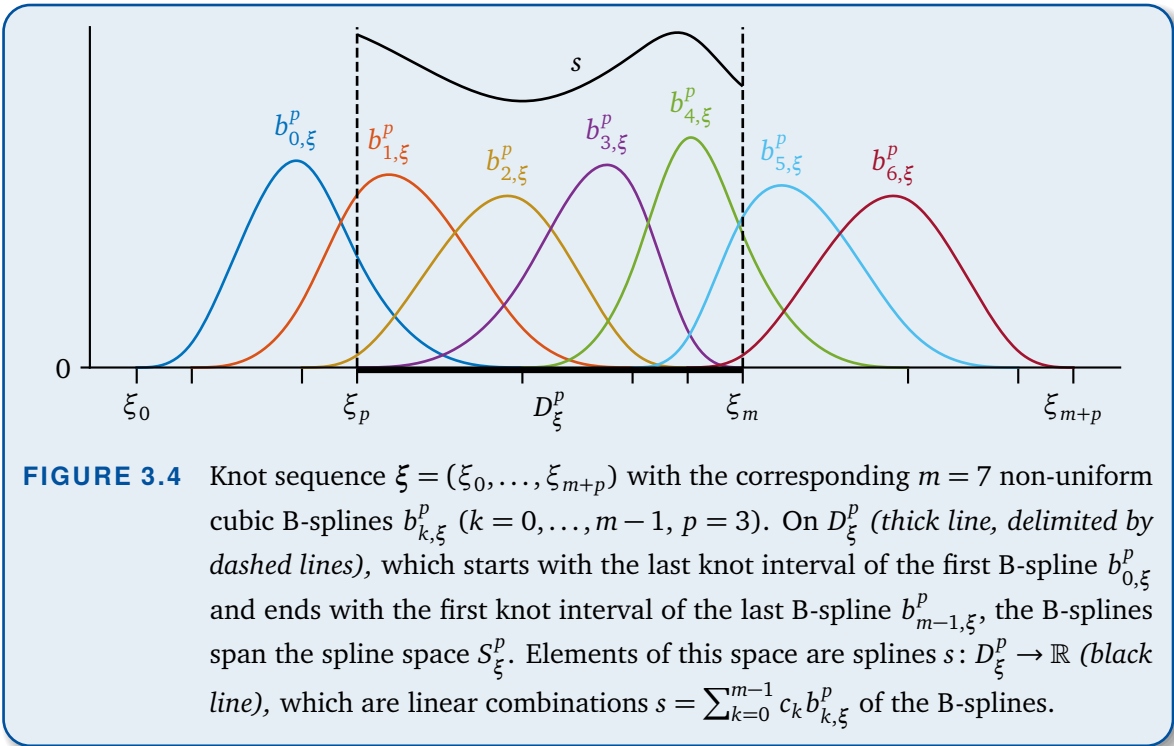 s
b^p_{0,ξ} b^p_{1,ξ} b^p_{2,ξ} b^p_{3,ξ} b^p_{4,ξ} b^p_{5,ξ} b^p_{6,ξ}
0
ξ_0 ξ_p D^p_ξ ξ_m ξ_{m+p}
FIGURE 3.4 Knot sequence ξ = (ξ_0, …, ξ_{m+p}) with the corresponding m = 7 non-uniform
cubic B-splines b^p_{k,ξ} (k = 0, …, m − 1, p = 3). On D^p_ξ (thick line, delimited by
dashed lines), which starts with the last knot interval of the first B-spline b^p_{0,ξ}
and ends with the first knot interval of the last B-spline b^p_{m−1,ξ}, the B-splines
span the spline space S^p_ξ. Elements of this space are splines s: D^p_ξ → ℝ (black
line), which are linear combinations s = ∑^{m−1}_{k=0} c_k b^p_{k,ξ} of the B-splines.